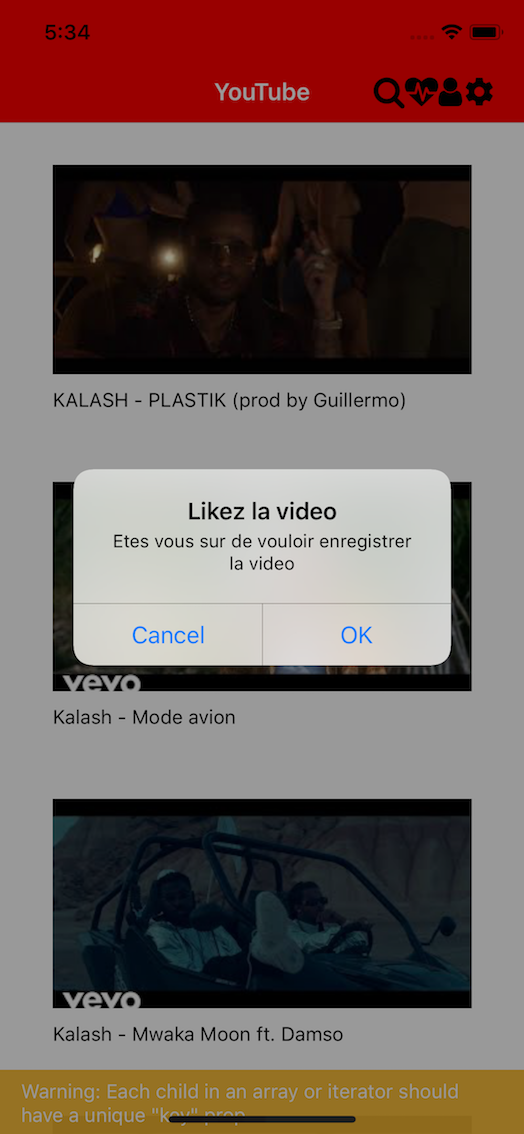 5:34
YouTube
KALASH - PLASTIK (prod by Guillermo)
Likez la video
Etes vous sur de vouloir enregistrer
la video
Cancel
OK
vevo
Kalash - Mode avion
vevo
Kalash - Mwaka Moon ft. Damso
Warning: Each child in an array or iterator should
have a unique "key" prop.